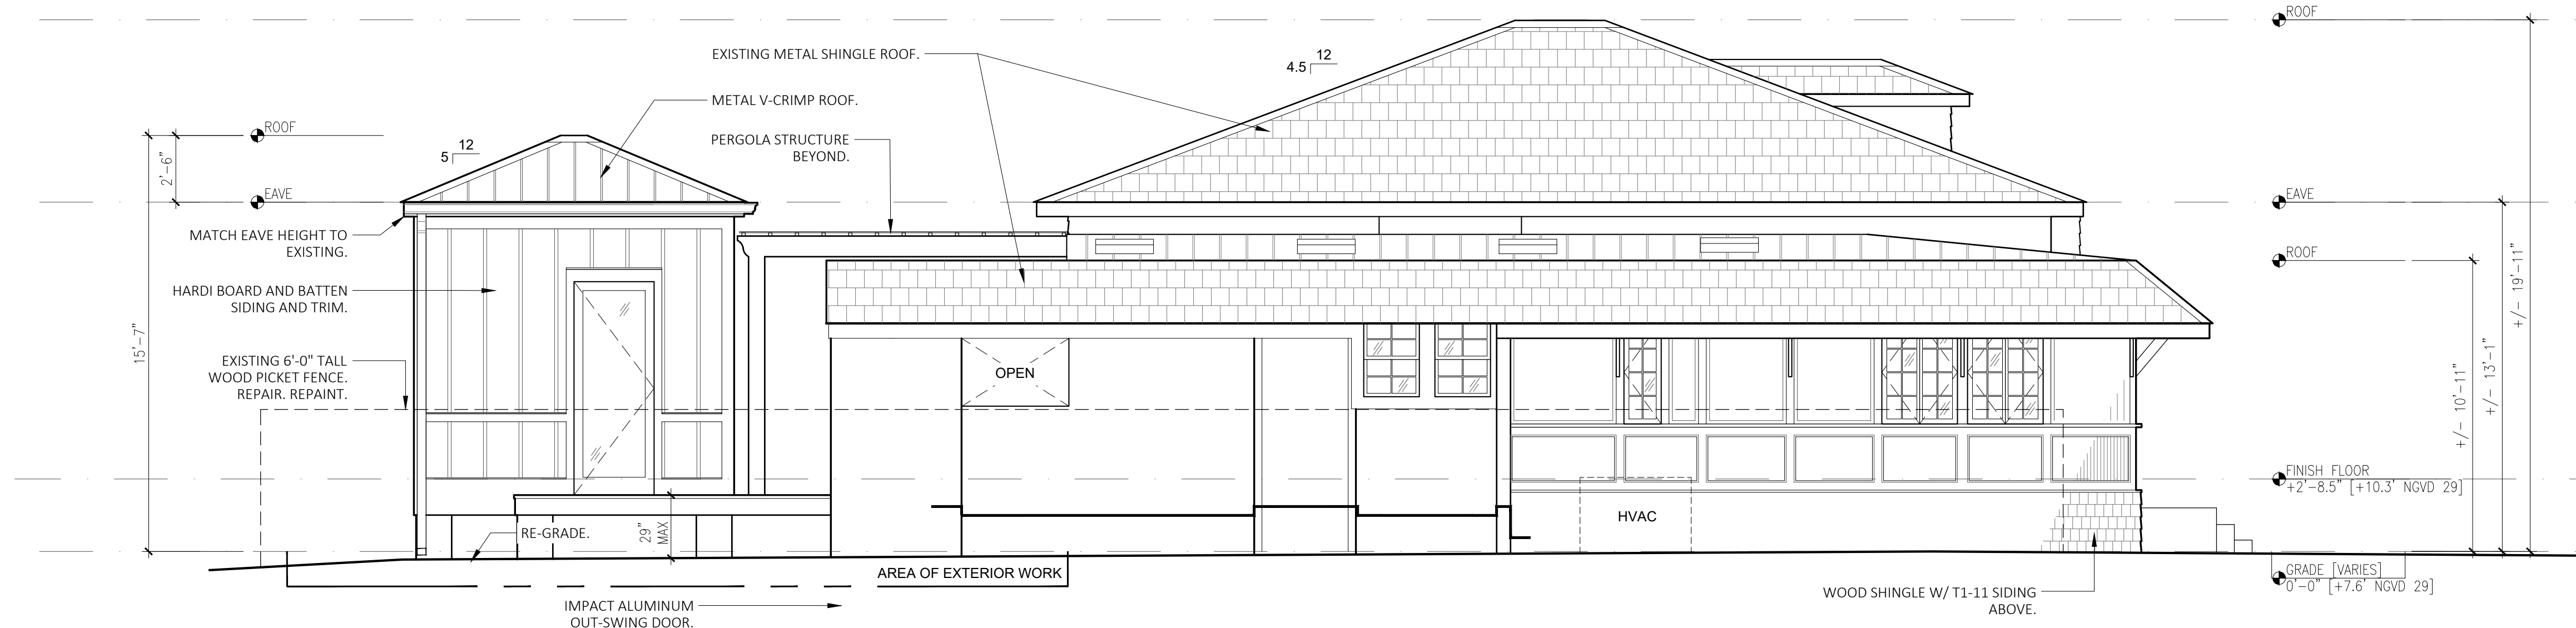 ROOF
EXISTING METAL SHINGLE ROOF.
12
4.5
METAL V-CRIMP ROOF.
ROOF
PERGOLA STRUCTURE
BEYOND.
12
5
2'-6"
EAVE
EAVE
MATCH EAVE HEIGHT TO
EXISTING.
ROOF
HARDI BOARD AND BATTEN
SIDING AND TRIM.
15'-7"
+/- 19'-11"
+/- 13'-1"
+/- 10'-11"
EXISTING 6'-0" TALL
WOOD PICKET FENCE.
REPAIR. REPAINT.
OPEN
FINISH FLOOR
+2'-8.5" [+10.3' NGVD 29]
HVAC
29"
MAX
RE-GRADE.
AREA OF EXTERIOR WORK
GRADE [VARIES]
0'-0" [+7.6' NGVD 29]
WOOD SHINGLE W/ T1-11 SIDING
ABOVE.
IMPACT ALUMINUM
OUT-SWING DOOR.